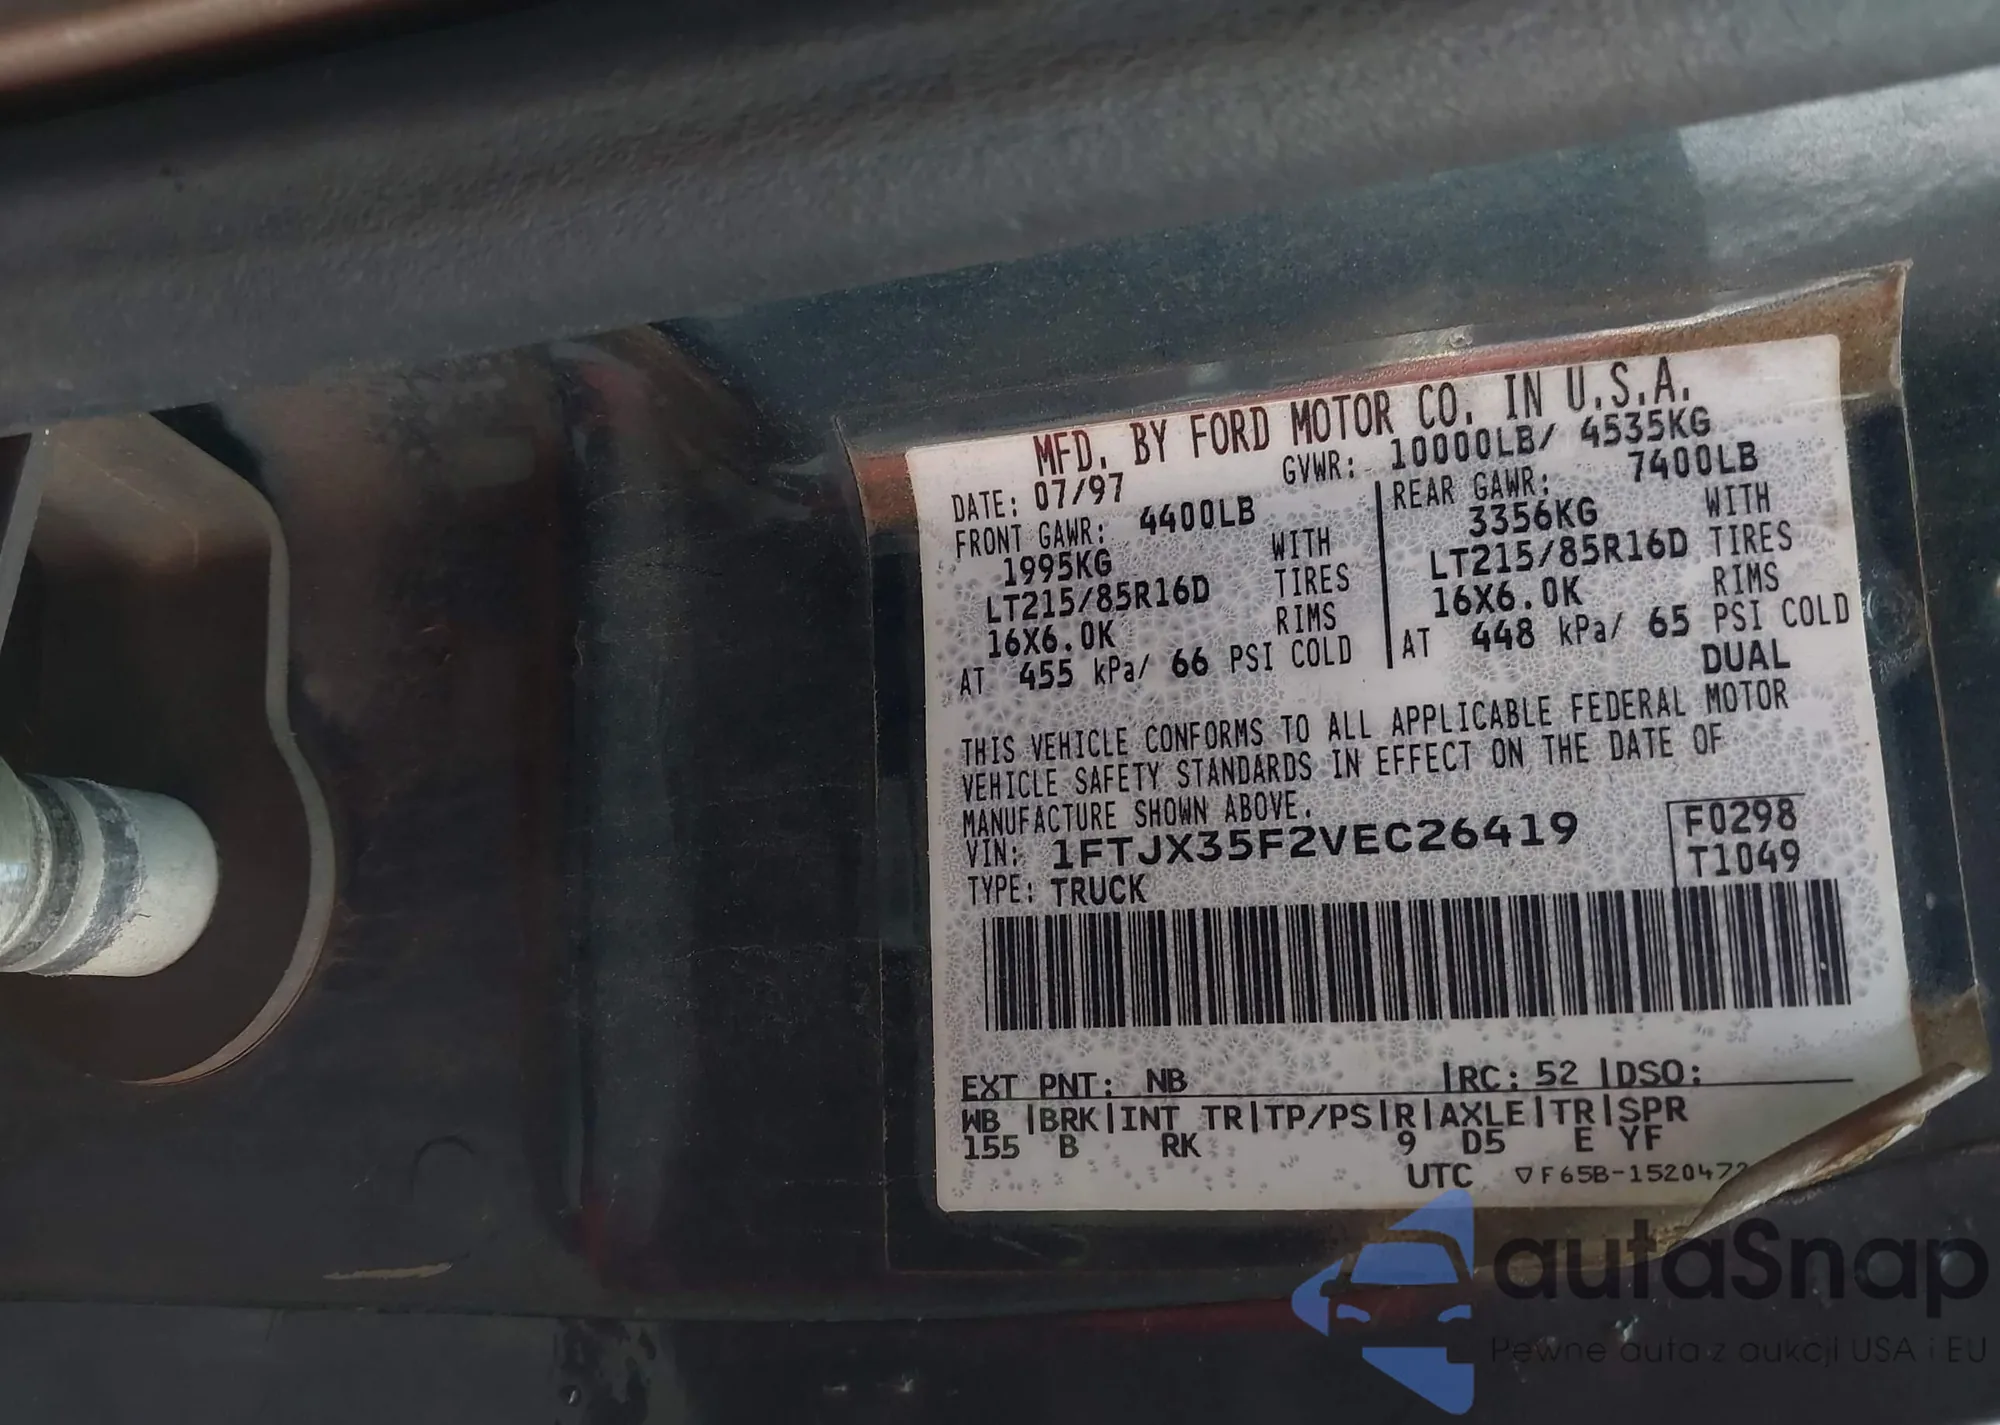 MFD. BY FORD MOTOR CO. IN U.S.A.
DATE: 07/97 GVWR: 10000LB/ 4535KG
FRONT GAWR: 4400LB
1995KG WITH
LT215/85R16D TIRES
16X6.0K RIMS
AT 455 kPa/ 66 PSI COLD
REAR GAWR: 7400LB
3356KG WITH
LT215/85R16D TIRES
16X6.0K RIMS
AT 448 kPa/ 65 PSI COLD
DUAL
THIS VEHICLE CONFORMS TO ALL APPLICABLE FEDERAL MOTOR
VEHICLE SAFETY STANDARDS IN EFFECT ON THE DATE OF
MANUFACTURE SHOWN ABOVE.
VIN: 1FTJX35F2VEC26419
TYPE: TRUCK
F0298
T1049
EXT PNT: NB |RC: 52 |DSO:
WB |BRK|INT TR|TP/PS|R|AXLE|TR|SPR
155 B RK 9 D5 E YF
UTC ▽F65B-1520472
autaSnap
Pewne auta z aukcji USA i EU